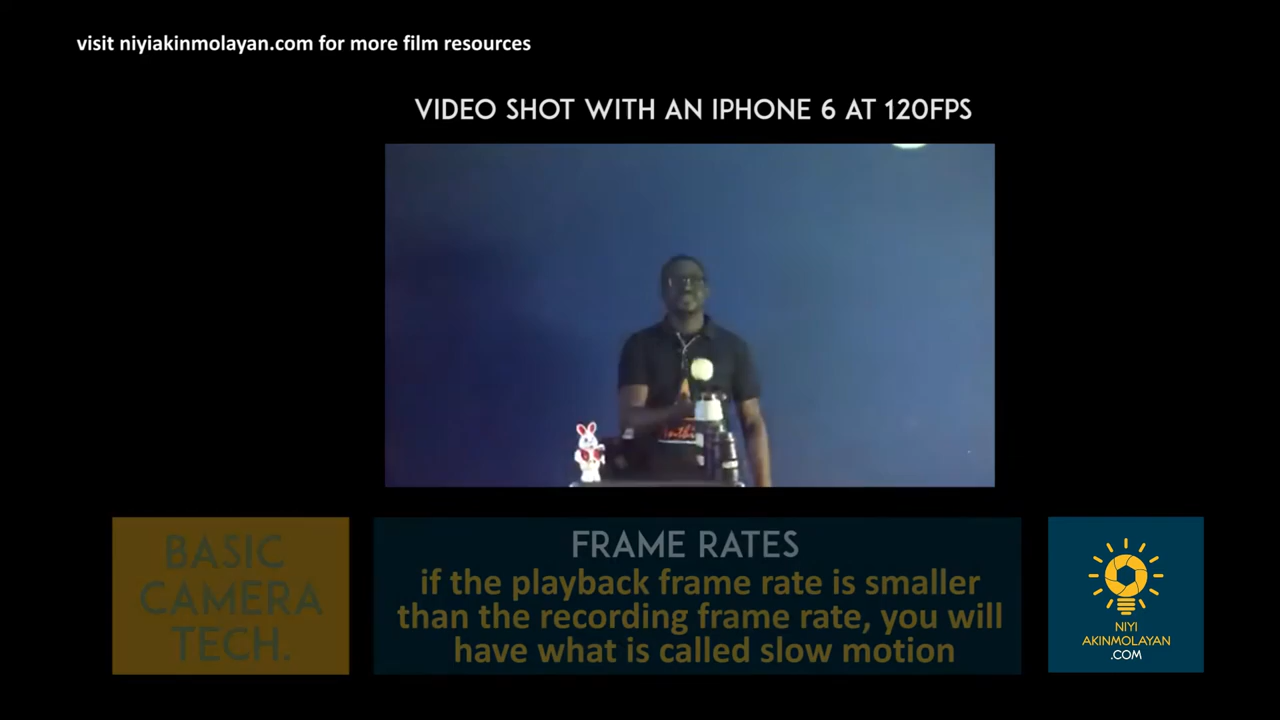 visit niyiakinmolayan.com for more film resources
VIDEO SHOT WITH AN IPHONE 6 AT 120FPS
BASIC
CAMERA
TECH.
FRAME RATES
if the playback frame rate is smaller
than the recording frame rate, you will
have what is called slow motion
NIYI
AKINMOLAYAN
.COM